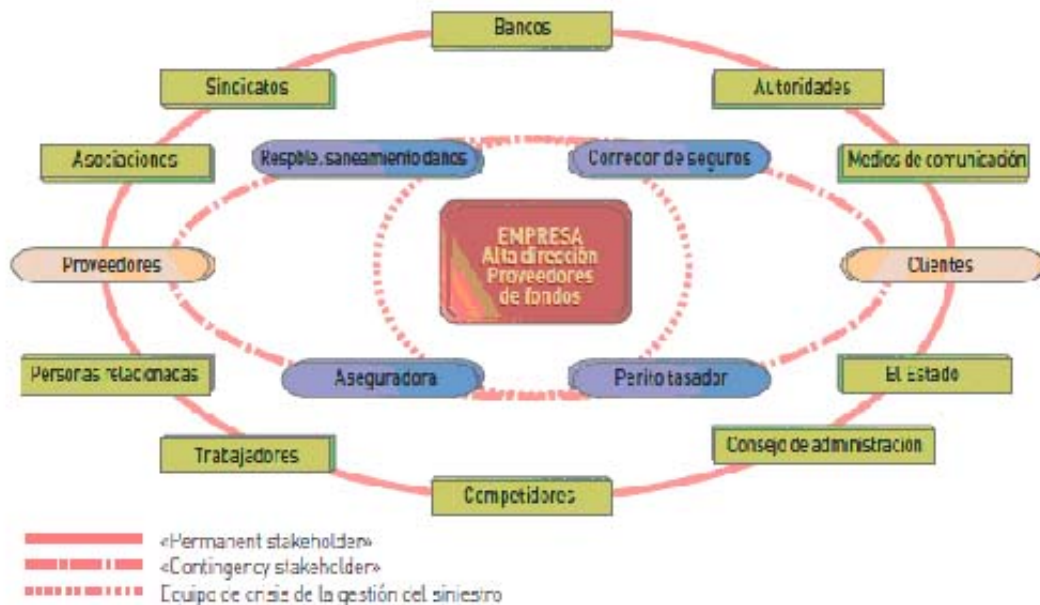 Bancos
Sindicatos
Autoridades
Asociaciones
Respble. saneamiento daños
Corredor de seguros
Medios de comunicación
Proveedores
EMPRESA
Alta dirección
Proveedores
de fondos
Clientes
Personas relacionadas
Aseguradora
Perito tasador
El Estado
Trabajadores
Consejo de administración
Competidores
«Permanent stakeholder»
«Contingency stakeholder»
Equipo de crisis de la gestión del siniestro